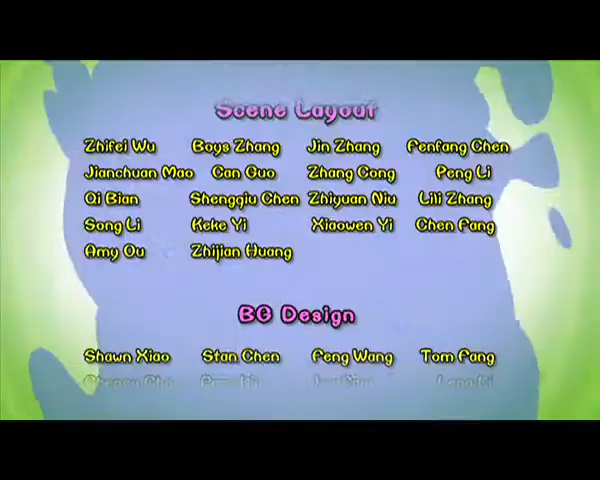 Scene Layout
Zhifei Wu Boys Zhang Jin Zhang Fenfang Chen
Jianchuan Mao Can Guo Zhang Cong Peng Li
Qi Bian Shengqiu Chen Zhiyuan Niu Lili Zhang
Song Li Keke Yi Xiaowen Yi Chen Fang
Amy Ou Zhijian Huang
BG Design
Shawn Xiao Stan Chen Feng Wang Tom Fang